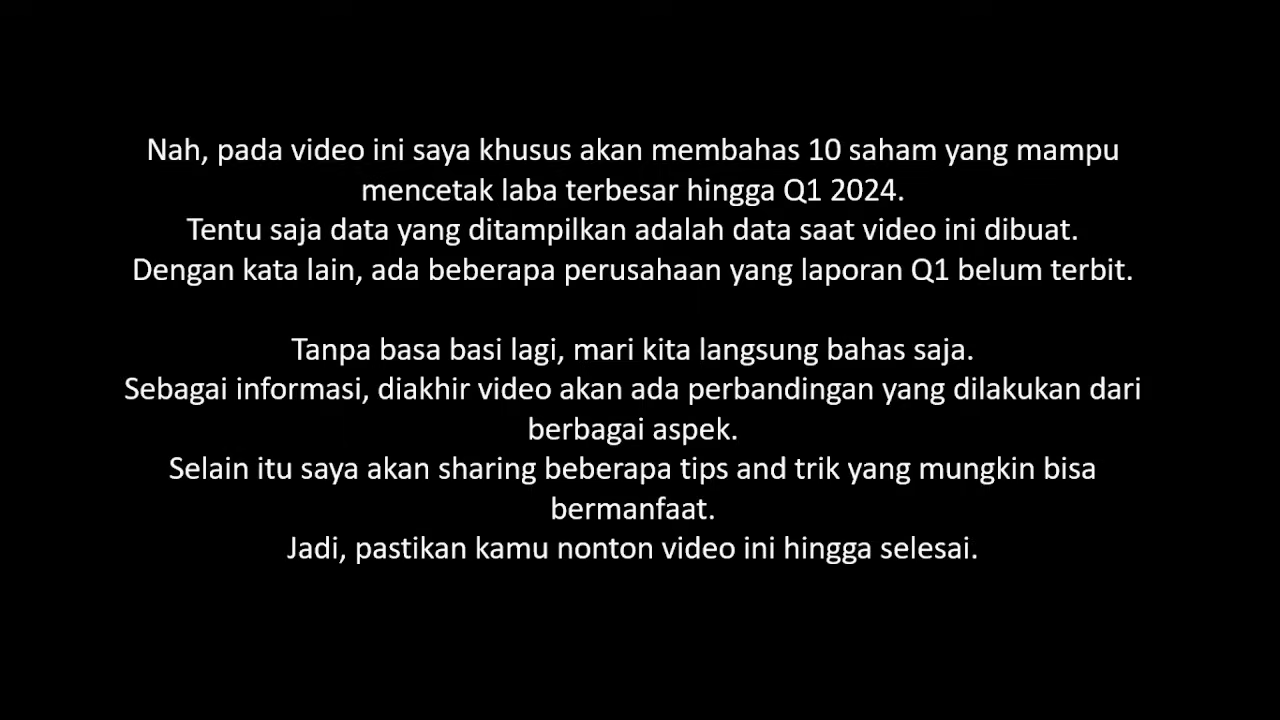 Nah, pada video ini saya khusus akan membahas 10 saham yang mampu
mencetak laba terbesar hingga Q1 2024.
Tentu saja data yang ditampilkan adalah data saat video ini dibuat.
Dengan kata lain, ada beberapa perusahaan yang laporan Q1 belum terbit.
Tanpa basa basi lagi, mari kita langsung bahas saja.
Sebagai informasi, diakhir video akan ada perbandingan yang dilakukan dari
berbagai aspek.
Selain itu saya akan sharing beberapa tips and trik yang mungkin bisa
bermanfaat.
Jadi, pastikan kamu nonton video ini hingga selesai.